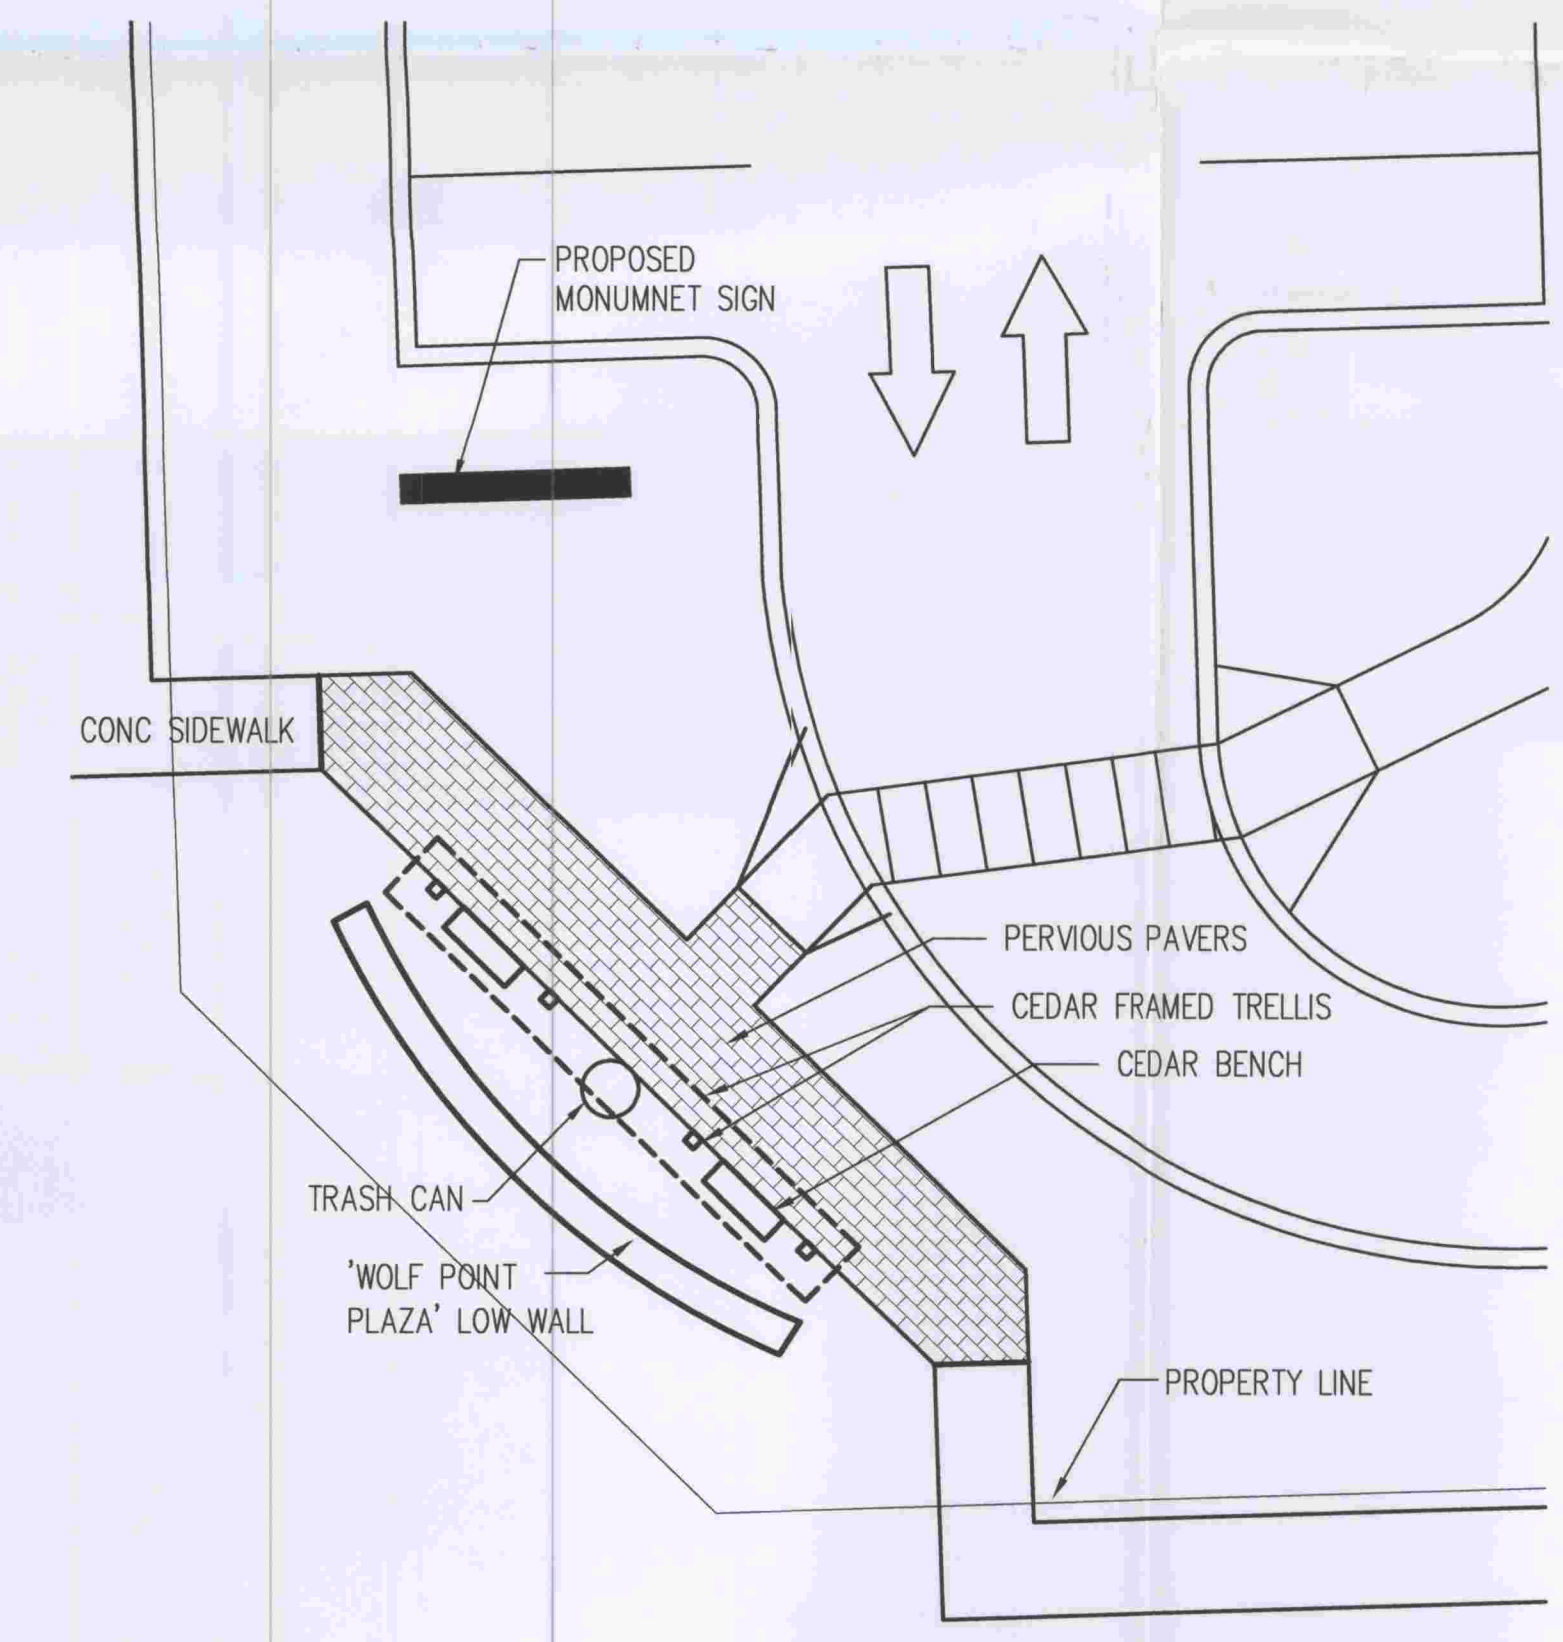 PROPOSED
MONUMNET SIGN
CONC SIDEWALK
PERVIOUS PAVERS
CEDAR FRAMED TRELLIS
CEDAR BENCH
TRASH CAN
'WOLF POINT
PLAZA' LOW WALL
PROPERTY LINE